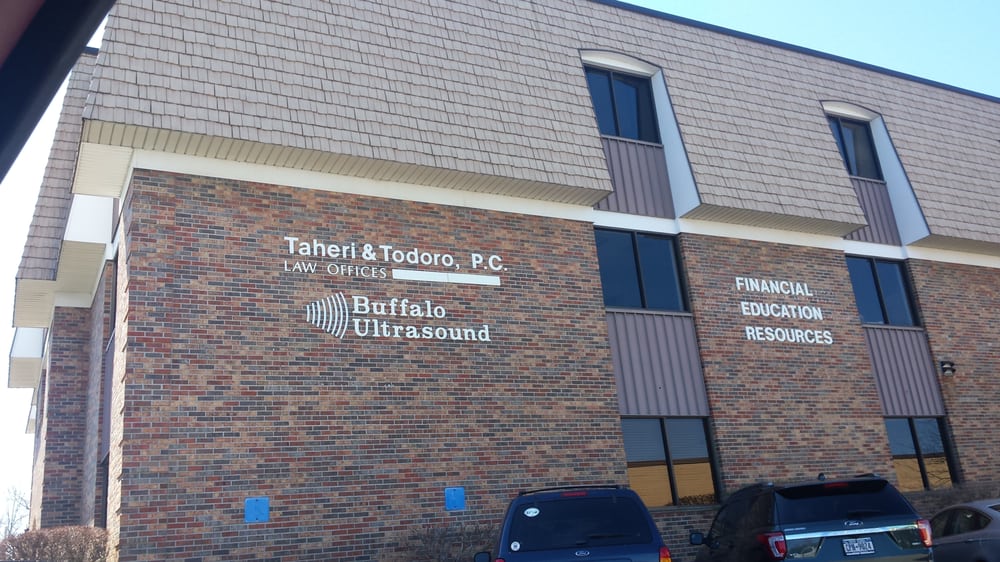 Taheri & Todoro, P.C.
LAW OFFICES
Buffalo
Ultrasound
FINANCIAL
EDUCATION
RESOURCES